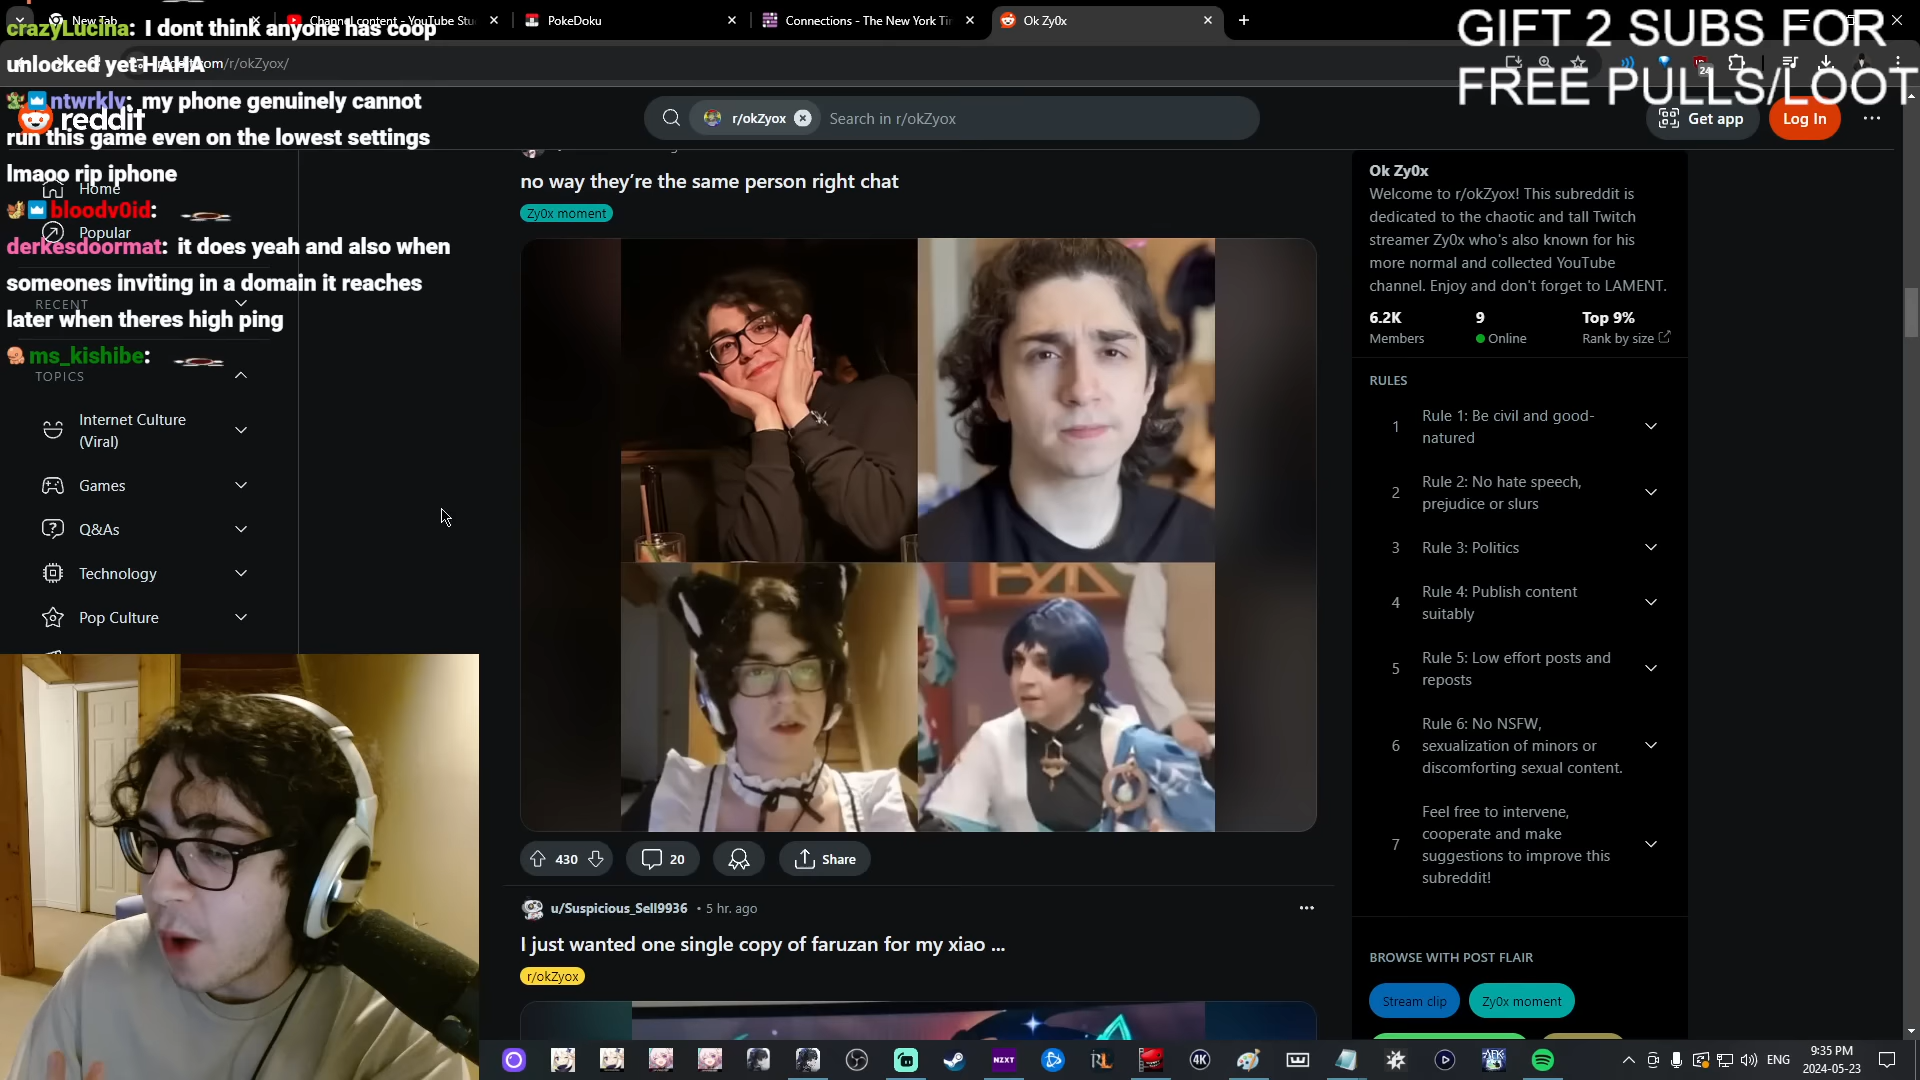 New Tab
Channel content - YouTube Stu
PokeDoku
Connections - The New York Tim
Ok Zy0x
crazyLucina: I dont think anyone has coop
unlocked yet HAHA
.com/r/okZyox/
ntwrklv: my phone genuinely cannot
run this game even on the lowest settings
lmaoo rip iphone
bloodv0id:
derkesdoormat: it does yeah and also when
someones inviting in a domain it reaches
later when theres high ping
ms_kishibe:
GIFT 2 SUBS FOR
FREE PULLS/LOOT
24
reddit
r/okZyox
Search in r/okZyox
Get app
Log In
Home
Popular
RECENT
TOPICS
Internet Culture
(Viral)
Games
Q&As
Technology
Pop Culture
no way they’re the same person right chat
Zy0x moment
430
20
Share
u/Suspicious_Sell9936 • 5 hr. ago
I just wanted one single copy of faruzan for my xiao ...
r/okZyox
Ok Zy0x
Welcome to r/okZyox! This subreddit is
dedicated to the chaotic and tall Twitch
streamer Zy0x who's also known for his
more normal and collected YouTube
channel. Enjoy and don't forget to LAMENT.
6.2K
Members
9
Online
Top 9%
Rank by size
RULES
1
Rule 1: Be civil and good-
natured
2
Rule 2: No hate speech,
prejudice or slurs
3
Rule 3: Politics
4
Rule 4: Publish content
suitably
5
Rule 5: Low effort posts and
reposts
6
Rule 6: No NSFW,
sexualization of minors or
discomforting sexual content.
7
Feel free to intervene,
cooperate and make
suggestions to improve this
subreddit!
BROWSE WITH POST FLAIR
Stream clip
Zy0x moment
NZXT
4K
ENG
9:35 PM
2024-05-23